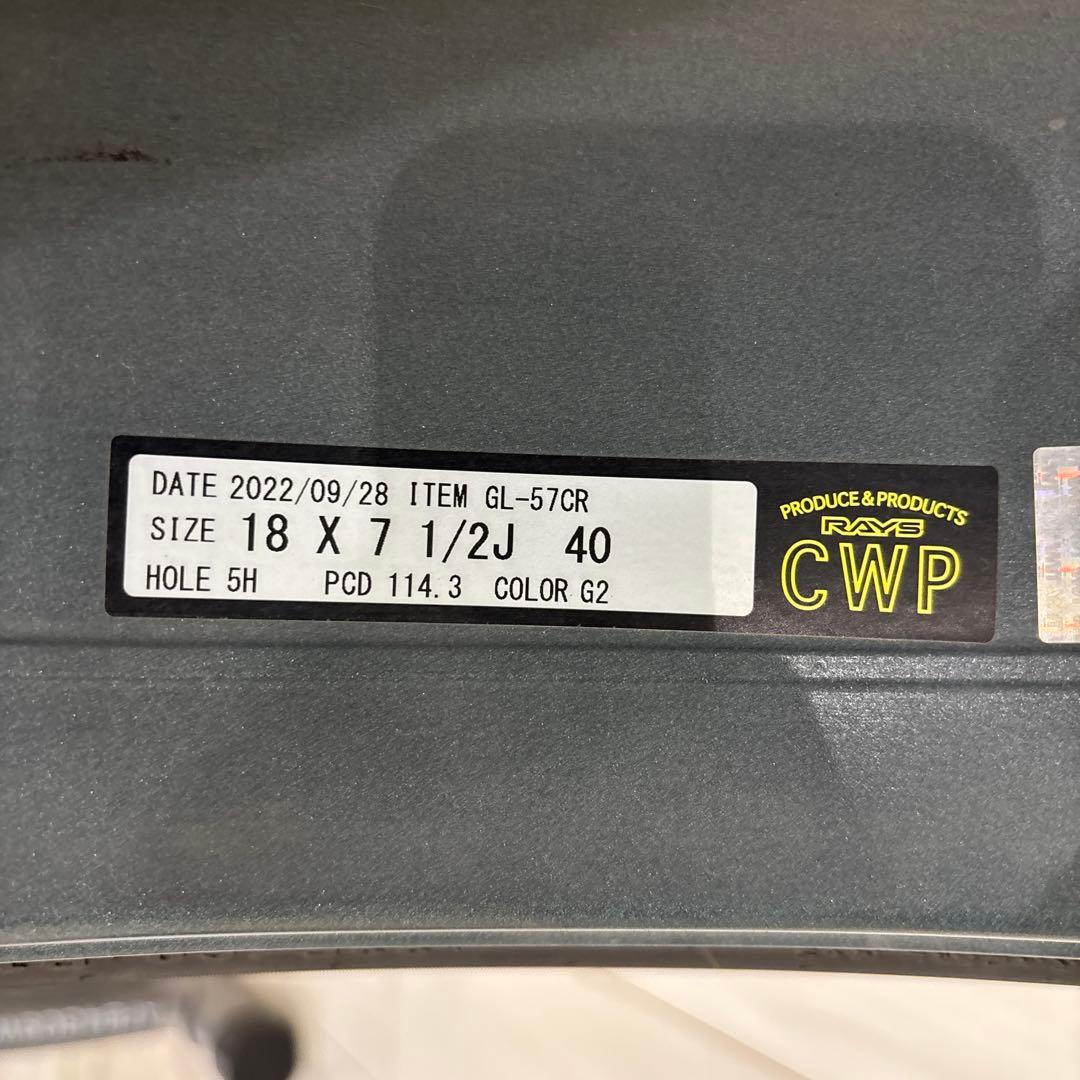 DATE 2022/09/28 ITEM GL-57CR
SIZE 18 X 7 1/2J 40
HOLE 5H PCD 114.3 COLOR G2
PRODUCE & PRODUCTS
RAYS
CWP